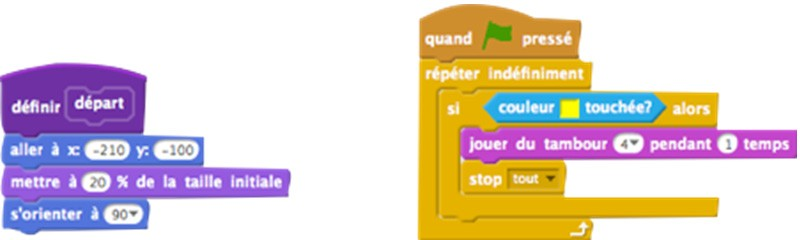 définir départ
aller à x: -210 y: -100
mettre à 20 % de la taille initiale
s'orienter à 90
quand pressé
répéter indéfiniment
si couleur touchée? alors
jouer du tambour 4 pendant 1 temps
stop tout